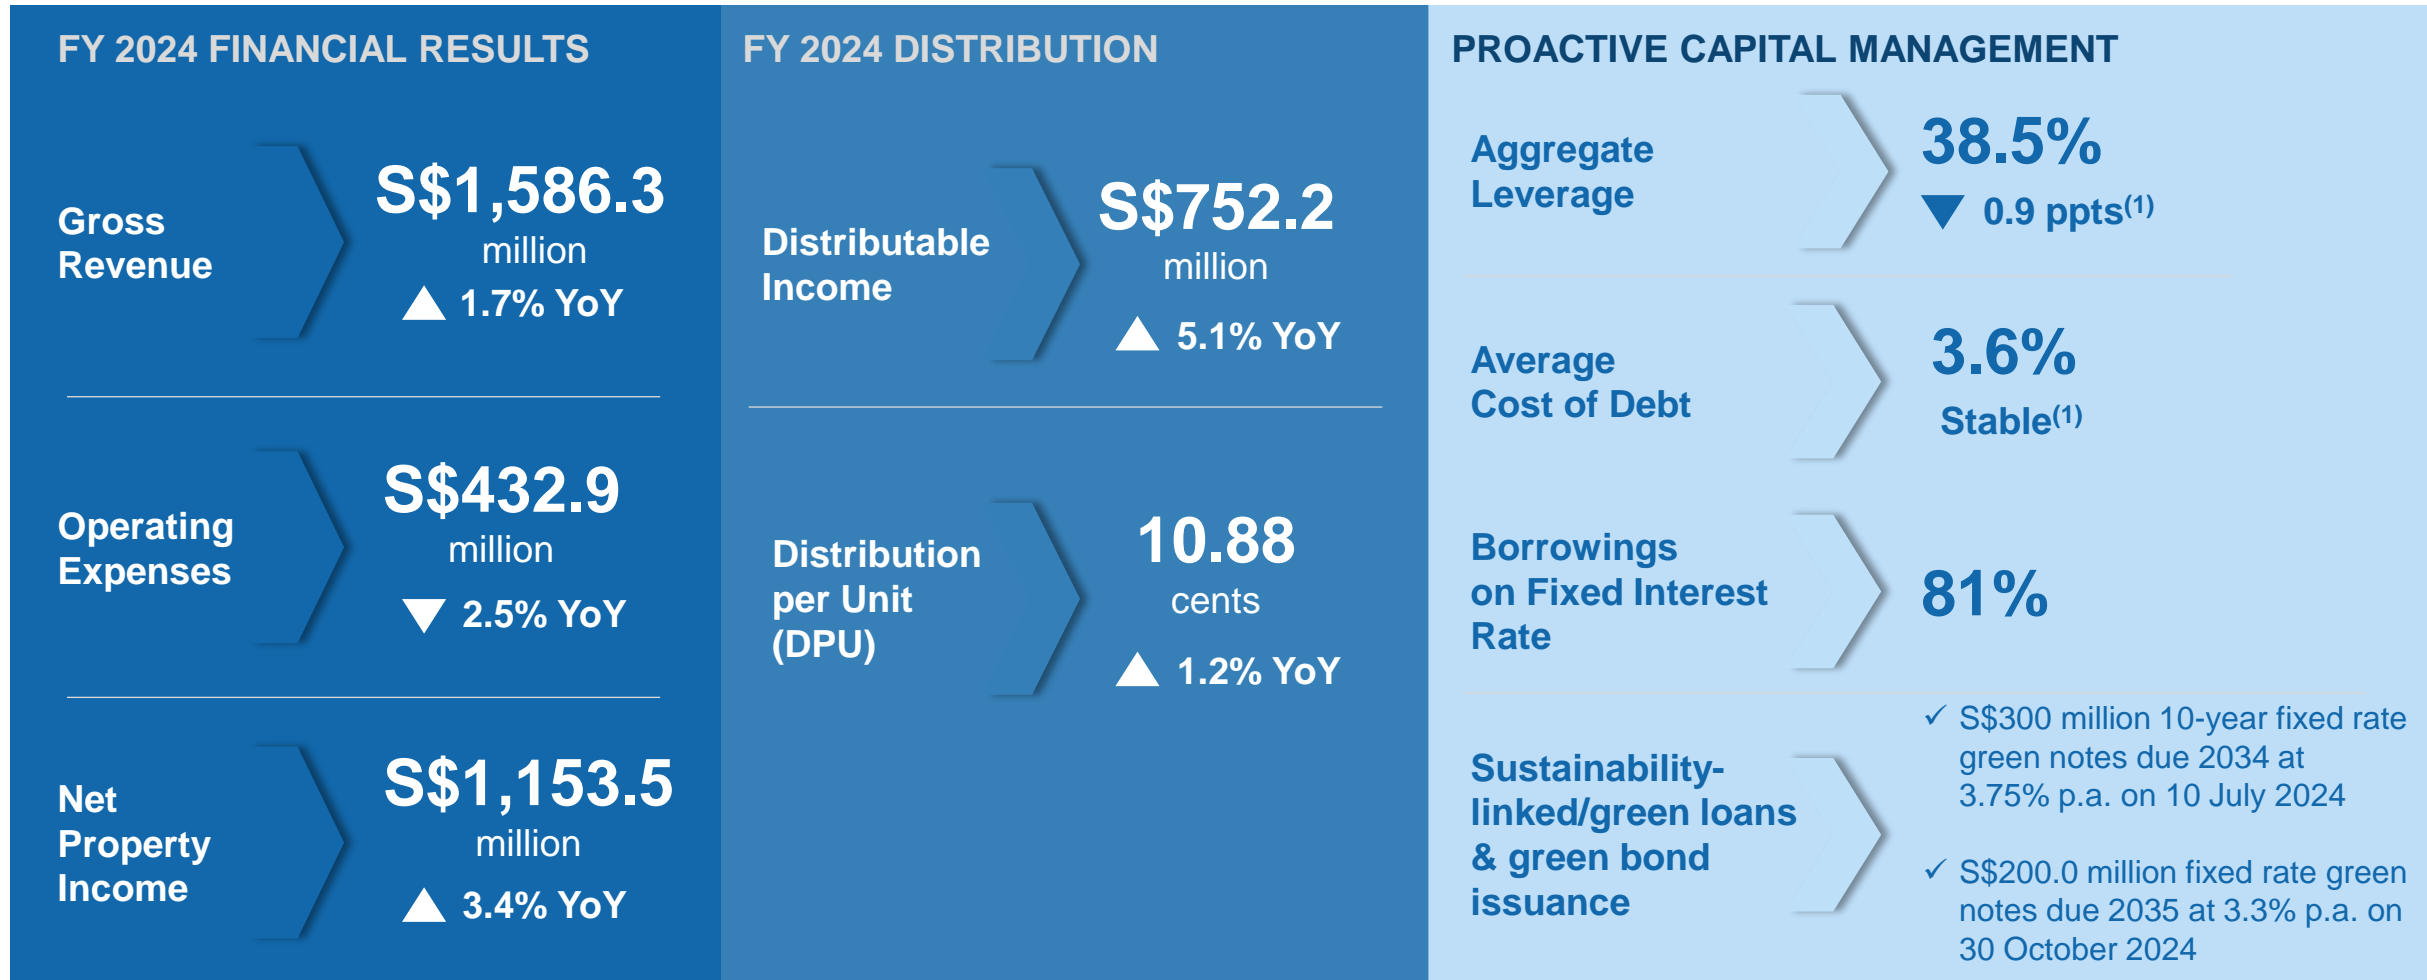 FY 2024 FINANCIAL RESULTS
Gross
Revenue
S$1,586.3
million
▲ 1.7% YoY
Operating
Expenses
S$432.9
million
▼ 2.5% YoY
Net
Property
Income
S$1,153.5
million
▲ 3.4% YoY
FY 2024 DISTRIBUTION
Distributable
Income
S$752.2
million
▲ 5.1% YoY
Distribution
per Unit
(DPU)
10.88
cents
▲ 1.2% YoY
PROACTIVE CAPITAL MANAGEMENT
Aggregate
Leverage
38.5%
▼ 0.9 ppts(1)
Average
Cost of Debt
3.6%
Stable(1)
Borrowings
on Fixed Interest
Rate
81%
Sustainability-
linked/green loans
& green bond
issuance
✓ S$300 million 10-year fixed rate
green notes due 2034 at
3.75% p.a. on 10 July 2024
✓ S$200.0 million fixed rate green
notes due 2035 at 3.3% p.a. on
30 October 2024